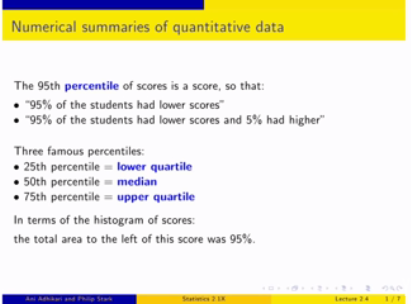 Numerical summaries of quantitative data
The 95th percentile of scores is a score, so that:
• "95% of the students had lower scores"
• "95% of the students had lower scores and 5% had higher"
Three famous percentiles:
• 25th percentile = lower quartile
• 50th percentile = median
• 75th percentile = upper quartile
In terms of the histogram of scores:
the total area to the left of this score was 95%.
Ani Adhikari and Philip Stark Statistics 2.1X Lecture 2.4 1 / 7